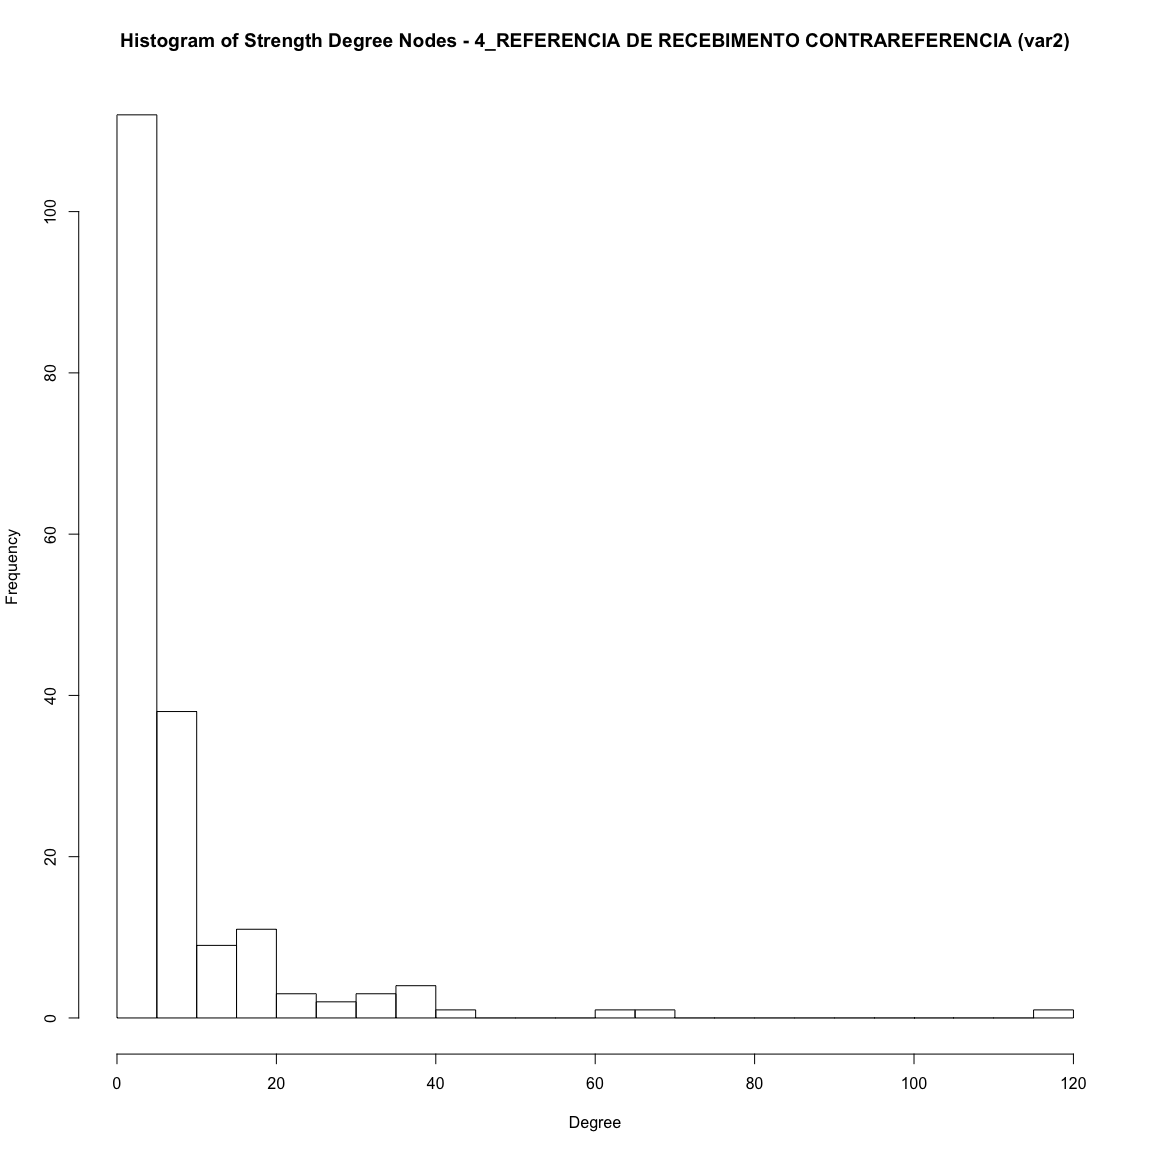 Histogram of Strength Degree Nodes - 4_REFERENCIA DE RECEBIMENTO CONTRAREFERENCIA (var2)
Frequency
100
80
60
40
20
0
0 20 40 60 80 100 120
Degree